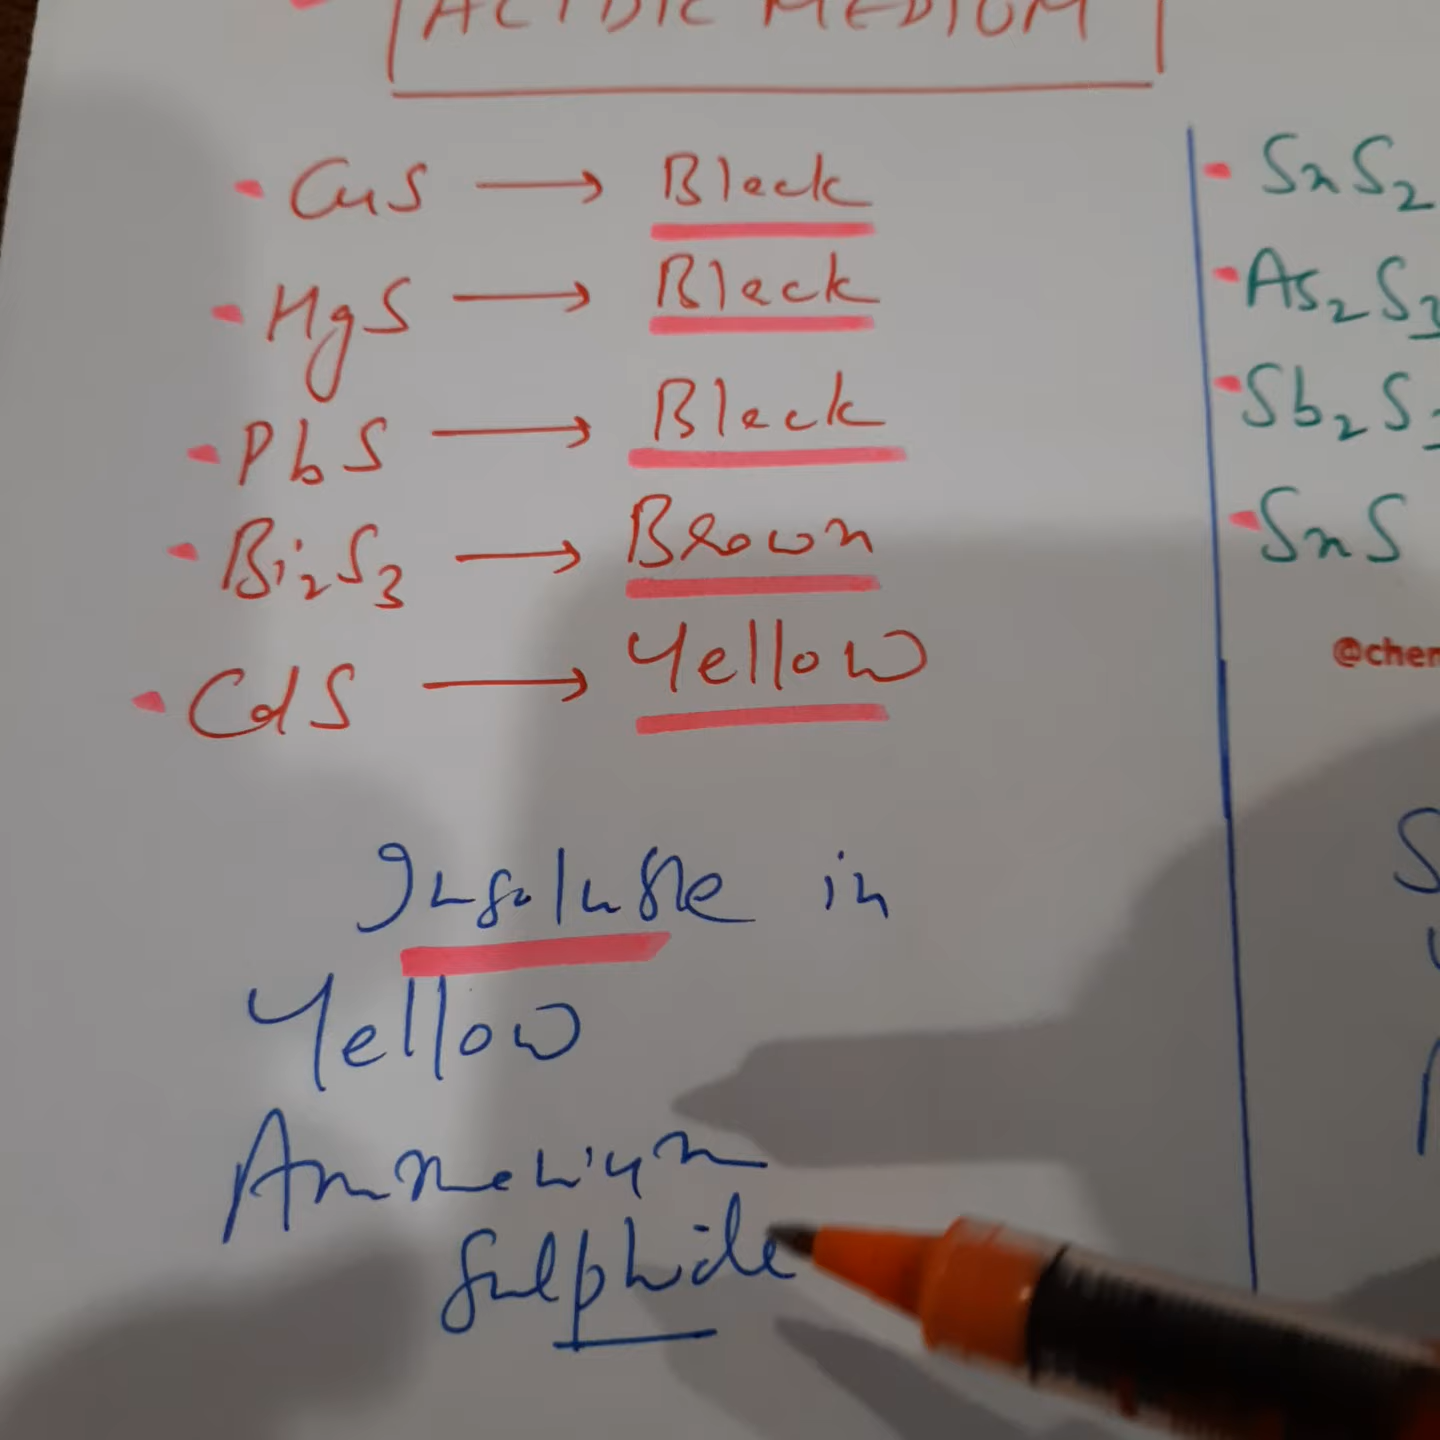 ACIDIC MEDIUM
CuS → Black
HgS → Black
PbS → Black
Bi₂S₃ → Brown
CdS → Yellow
Insoluble in
Yellow
Ammonium
Sulphide
SnS₂
As₂S₃
Sb₂S₃
SnS
@chem